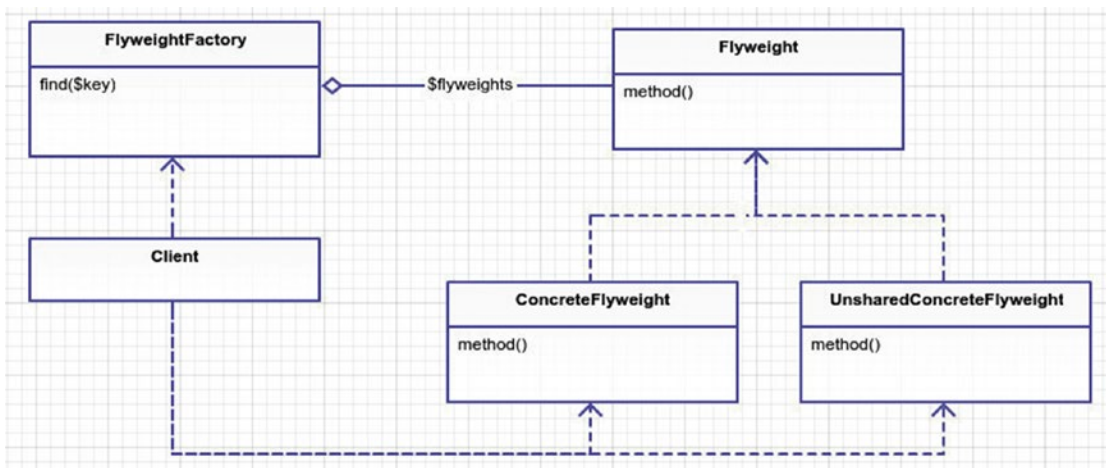 FlyweightFactory
find($key)
$flyweights
Flyweight
method()
Client
ConcreteFlyweight
method()
UnsharedConcreteFlyweight
method()